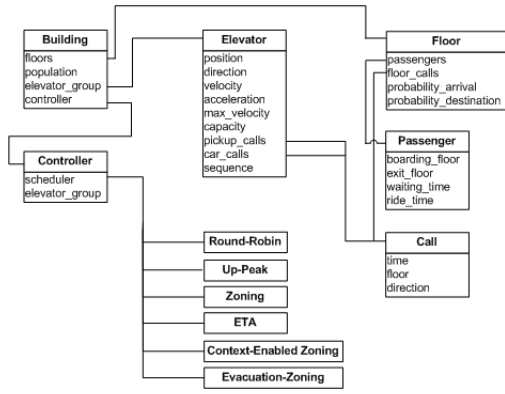 Building
floors
population
elevator_group
controller
Elevator
position
direction
velocity
acceleration
max_velocity
capacity
pickup_calls
car_calls
sequence
Floor
passengers
floor_calls
probability_arrival
probability_destination
Controller
scheduler
elevator_group
Passenger
boarding_floor
exit_floor
waiting_time
ride_time
Call
time
floor
direction
Round-Robin
Up-Peak
Zoning
ETA
Context-Enabled Zoning
Evacuation-Zoning